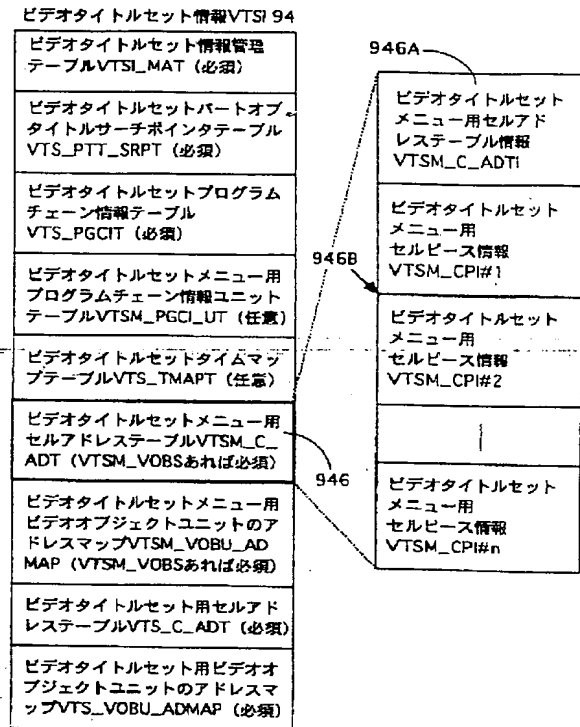 ビデオタイトルセット情報VTSI 94
ビデオタイトルセット情報管理
テーブルVTSI_MAT（必須）
ビデオタイトルセットパートオブ
タイトルサーチポインタテーブル
VTS_PTT_SRPT（必須）
ビデオタイトルセットプログラム
チェーン情報テーブル
VTS_PGCIT（必須）
ビデオタイトルセットメニュー用
プログラムチェーン情報ユニット
テーブルVTSM_PGCI_UT（任意）
ビデオタイトルセットタイムマッ
プテーブルVTS_TMAPT（任意）
ビデオタイトルセットメニュー用
セルアドレステーブルVTSM_C_
ADT（VTSM_VOBSあれば必須）
ビデオタイトルセットメニュー用
ビデオオブジェクトユニットのア
ドレスマップVTSM_VOBU_AD
MAP（VTSM_VOBSあれば必須）
ビデオタイトルセット用セルアド
レステーブルVTS_C_ADT（必須）
ビデオタイトルセット用ビデオオ
ブジェクトユニットのアドレスマ
ップVTS_VOBU_ADMAP（必須）
946
946A
946B
ビデオタイトルセット
メニュー用セルアド
レステーブル情報
VTSM_C_ADTI
ビデオタイトルセット
メニュー用
セルピース情報
VTSM_CPI#1
ビデオタイトルセット
メニュー用
セルピース情報
VTSM_CPI#2
ビデオタイトルセット
メニュー用
セルピース情報
VTSM_CPI#n